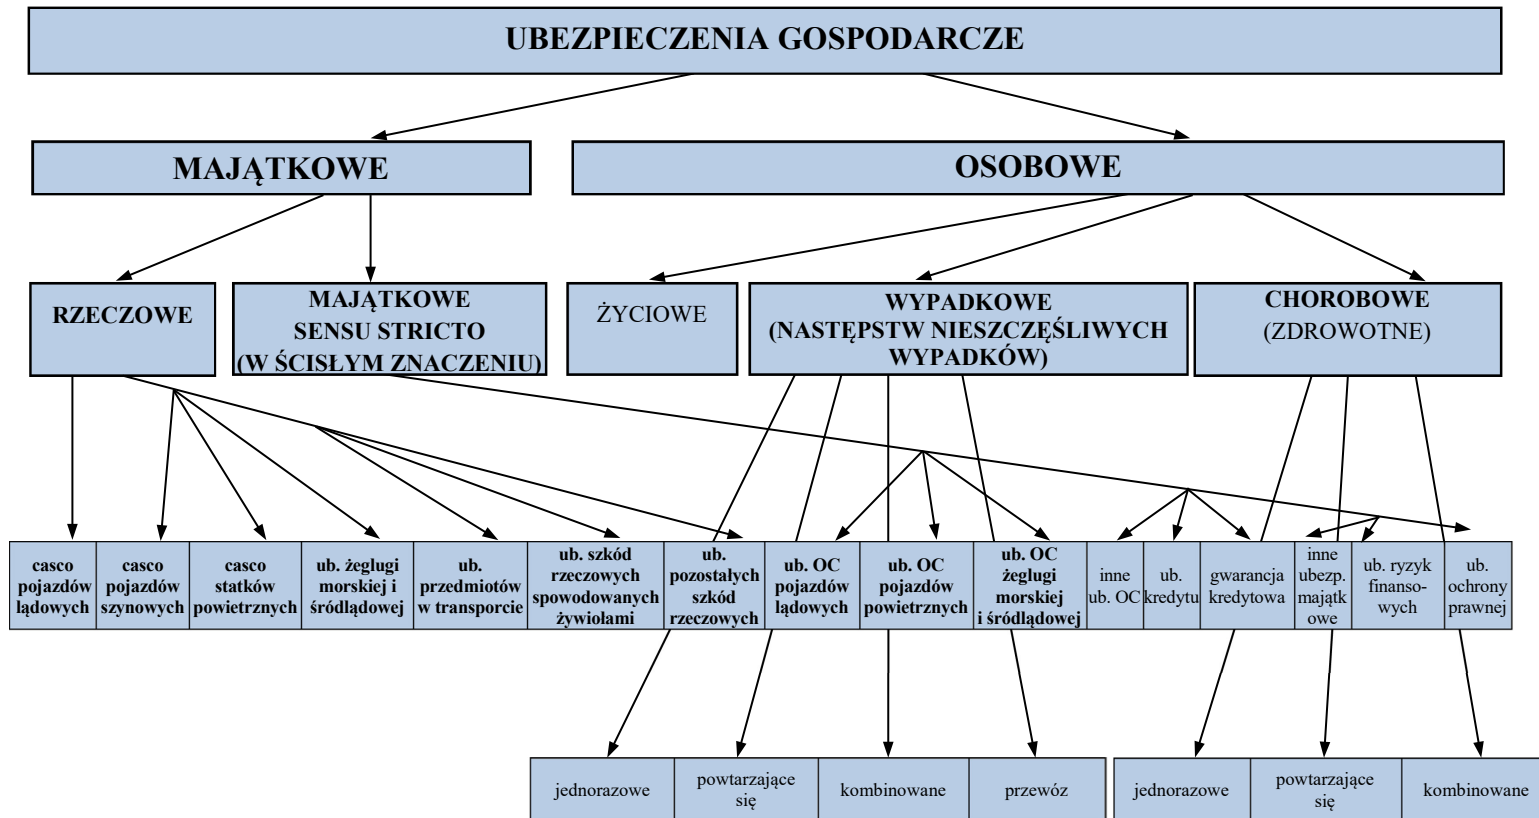 UBEZPIECZENIA GOSPODARCZE
MAJĄTKOWE
OSOBOWE
RZECZOWE
MAJĄTKOWE
SENSU STRICTO
(W ŚCISŁYM ZNACZENIU)
ŻYCIOWE
WYPADKOWE
(NASTĘPSTW NIESZCZĘŚLIWYCH
WYPADKÓW)
CHOROBOWE
(ZDROWOTNE)
casco
pojazdów
lądowych
casco
pojazdów
szynowych
casco
statków
powietrznych
ub. żeglugi
morskiej i
śródlądowej
ub.
przedmiotów
w transporcie
ub. szkód
rzeczowych
spowodowanych
żywiołami
ub.
pozostałych
szkód
rzeczowych
ub. OC
pojazdów
lądowych
ub. OC
pojazdów
powietrznych
ub. OC
żeglugi
morskiej
i śródlądowej
inne
ub. OC
ub.
kredytu
gwarancja
kredytowa
inne
ubezp.
majątk
owe
ub. ryzyk
finanso-
wych
ub.
ochrony
prawnej
jednorazowe
powtarzające
się
kombinowane
przewóz
jednorazowe
powtarzające
się
kombinowane